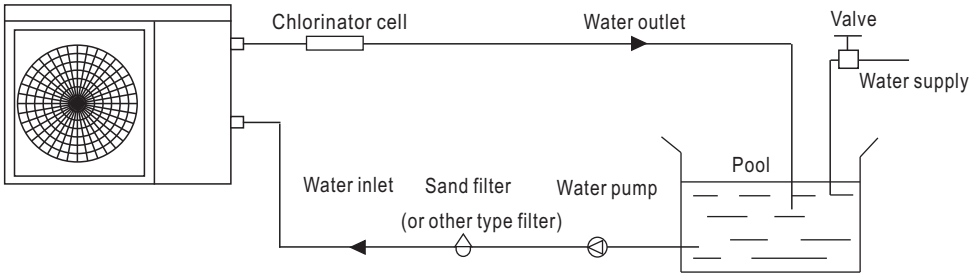 Chlorinator cell
Water outlet
Valve
Water supply
Pool
Water inlet
Sand filter
(or other type filter)
Water pump